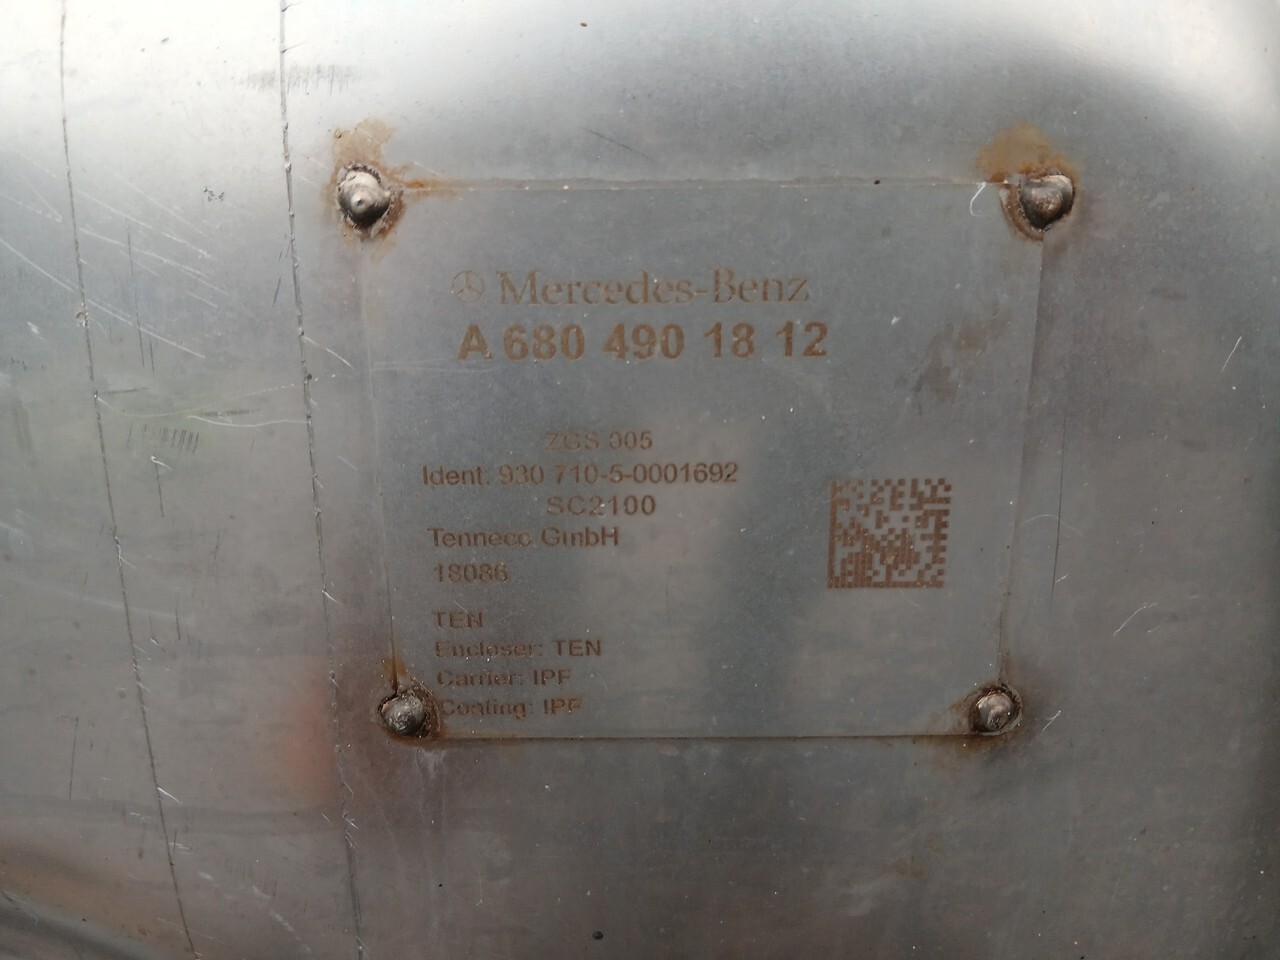 Mercedes-Benz
A 680 490 18 12
ZGS 005
Ident: 930 710-5-0001692
SC2100
Tenneco GmbH
18086
TEN
Encloser: TEN
Carrier: IPF
Coating: IPF